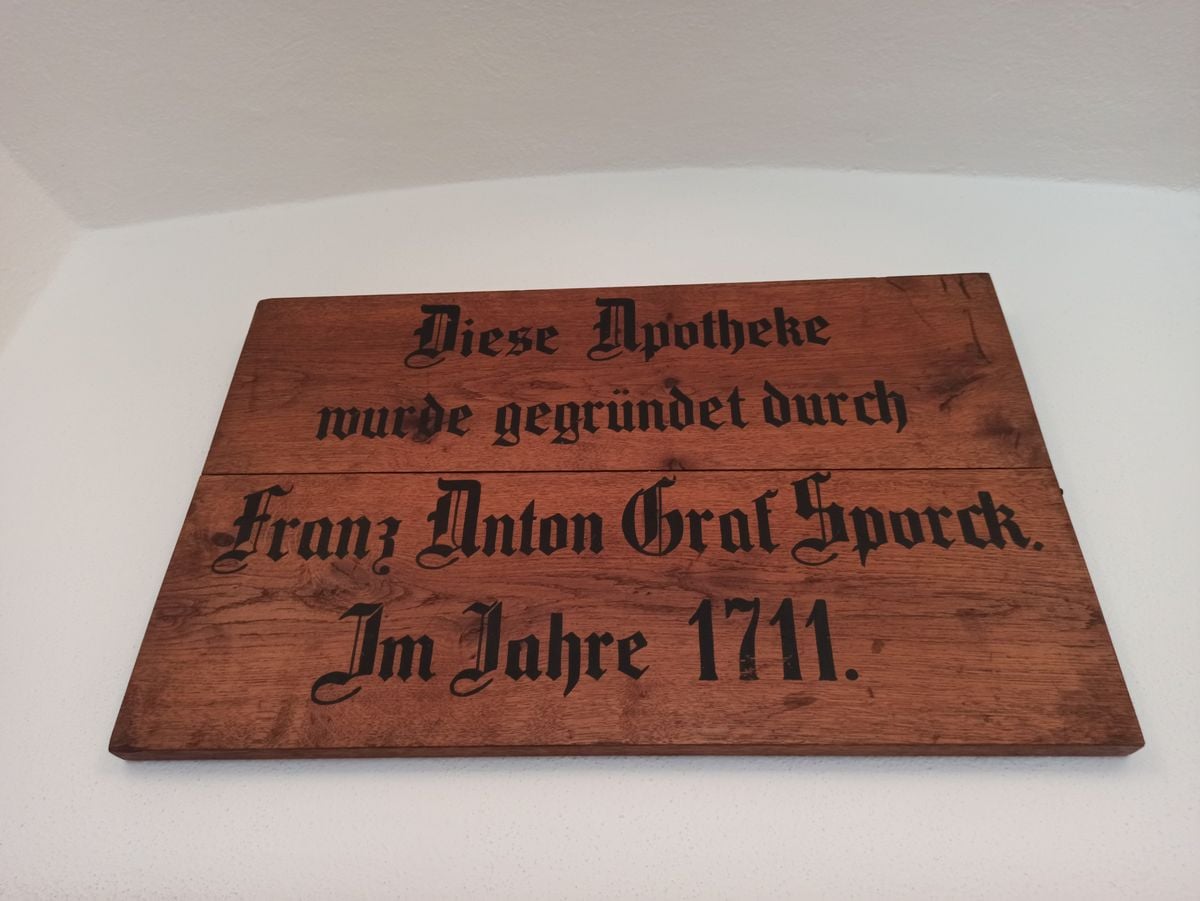 Diese Apotheke
wurde gegründet durch
Franz Anton Graf Sporck.
Im Jahre 1711.